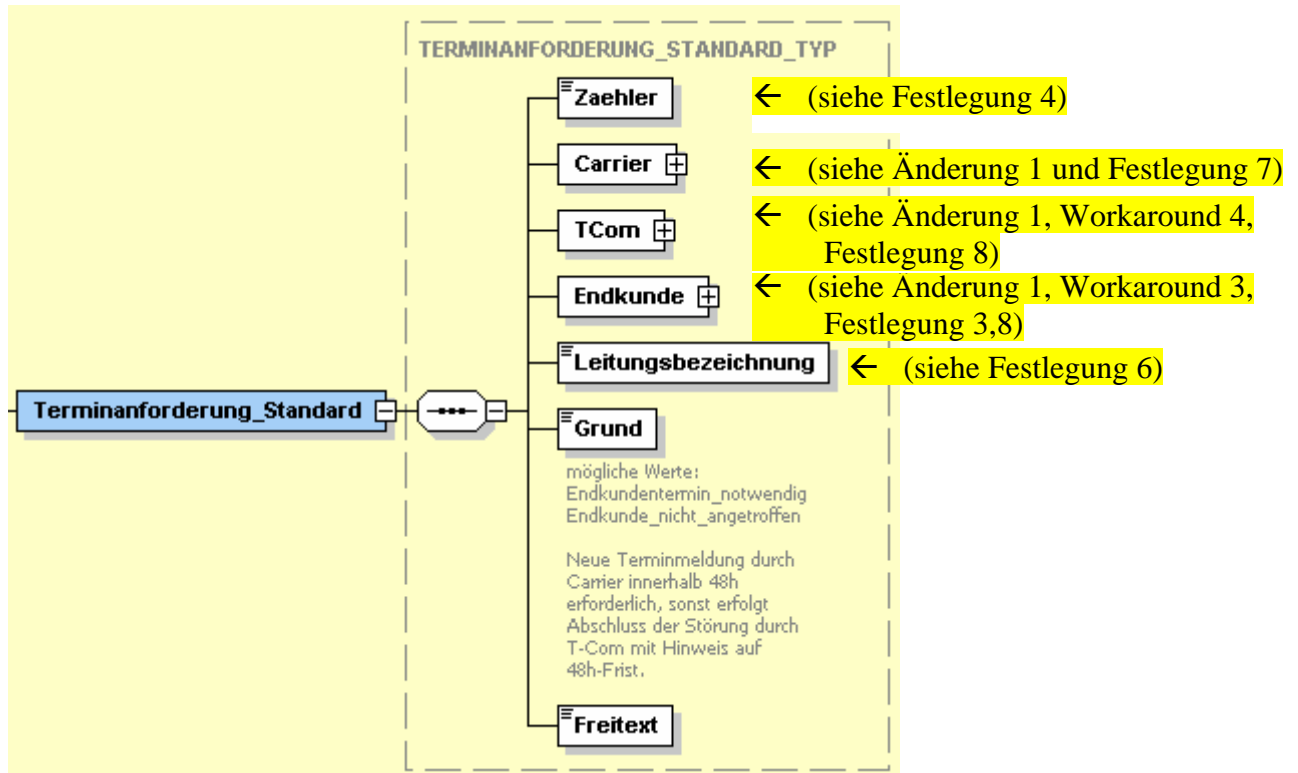 TERMINANFORDERUNG_STANDARD_TYP
Zaehler
← (siehe Festlegung 4)
Carrier
← (siehe Änderung 1 und Festlegung 7)
TCom
← (siehe Änderung 1, Workaround 4,
Festlegung 8)
Endkunde
← (siehe Änderung 1, Workaround 3,
Festlegung 3,8)
Leitungsbezeichnung
← (siehe Festlegung 6)
Terminanforderung_Standard
Grund
mögliche Werte:
Endkundentermin_notwendig
Endkunde_nicht_angetroffen
Neue Terminmeldung durch
Carrier innerhalb 48h
erforderlich, sonst erfolgt
Abschluss der Störung durch
T-Com mit Hinweis auf
48h-Frist.
Freitext